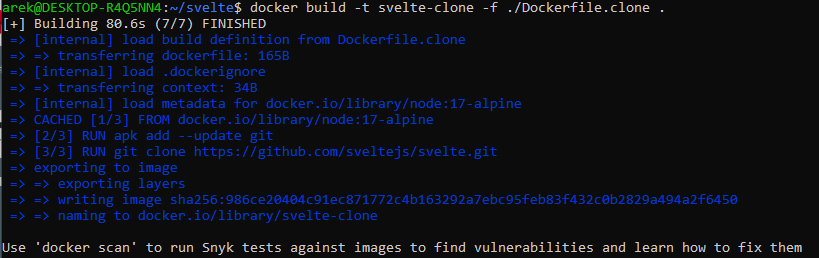 arek@DESKTOP-R4Q5NN4:~/svelte$ docker build -t svelte-clone -f ./Dockerfile.clone .
[+] Building 80.6s (7/7) FINISHED
=> [internal] load build definition from Dockerfile.clone
=> => transferring dockerfile: 165B
=> [internal] load .dockerignore
=> => transferring context: 34B
=> [internal] load metadata for docker.io/library/node:17-alpine
=> CACHED [1/3] FROM docker.io/library/node:17-alpine
=> [2/3] RUN apk add --update git
=> [3/3] RUN git clone https://github.com/sveltejs/svelte.git
=> exporting to image
=> => exporting layers
=> => writing image sha256:986ce20404c91ec871772c4b163292a7ebc95feb83f432c0b2829a494a2f6450
=> => naming to docker.io/library/svelte-clone
Use 'docker scan' to run Snyk tests against images to find vulnerabilities and learn how to fix them